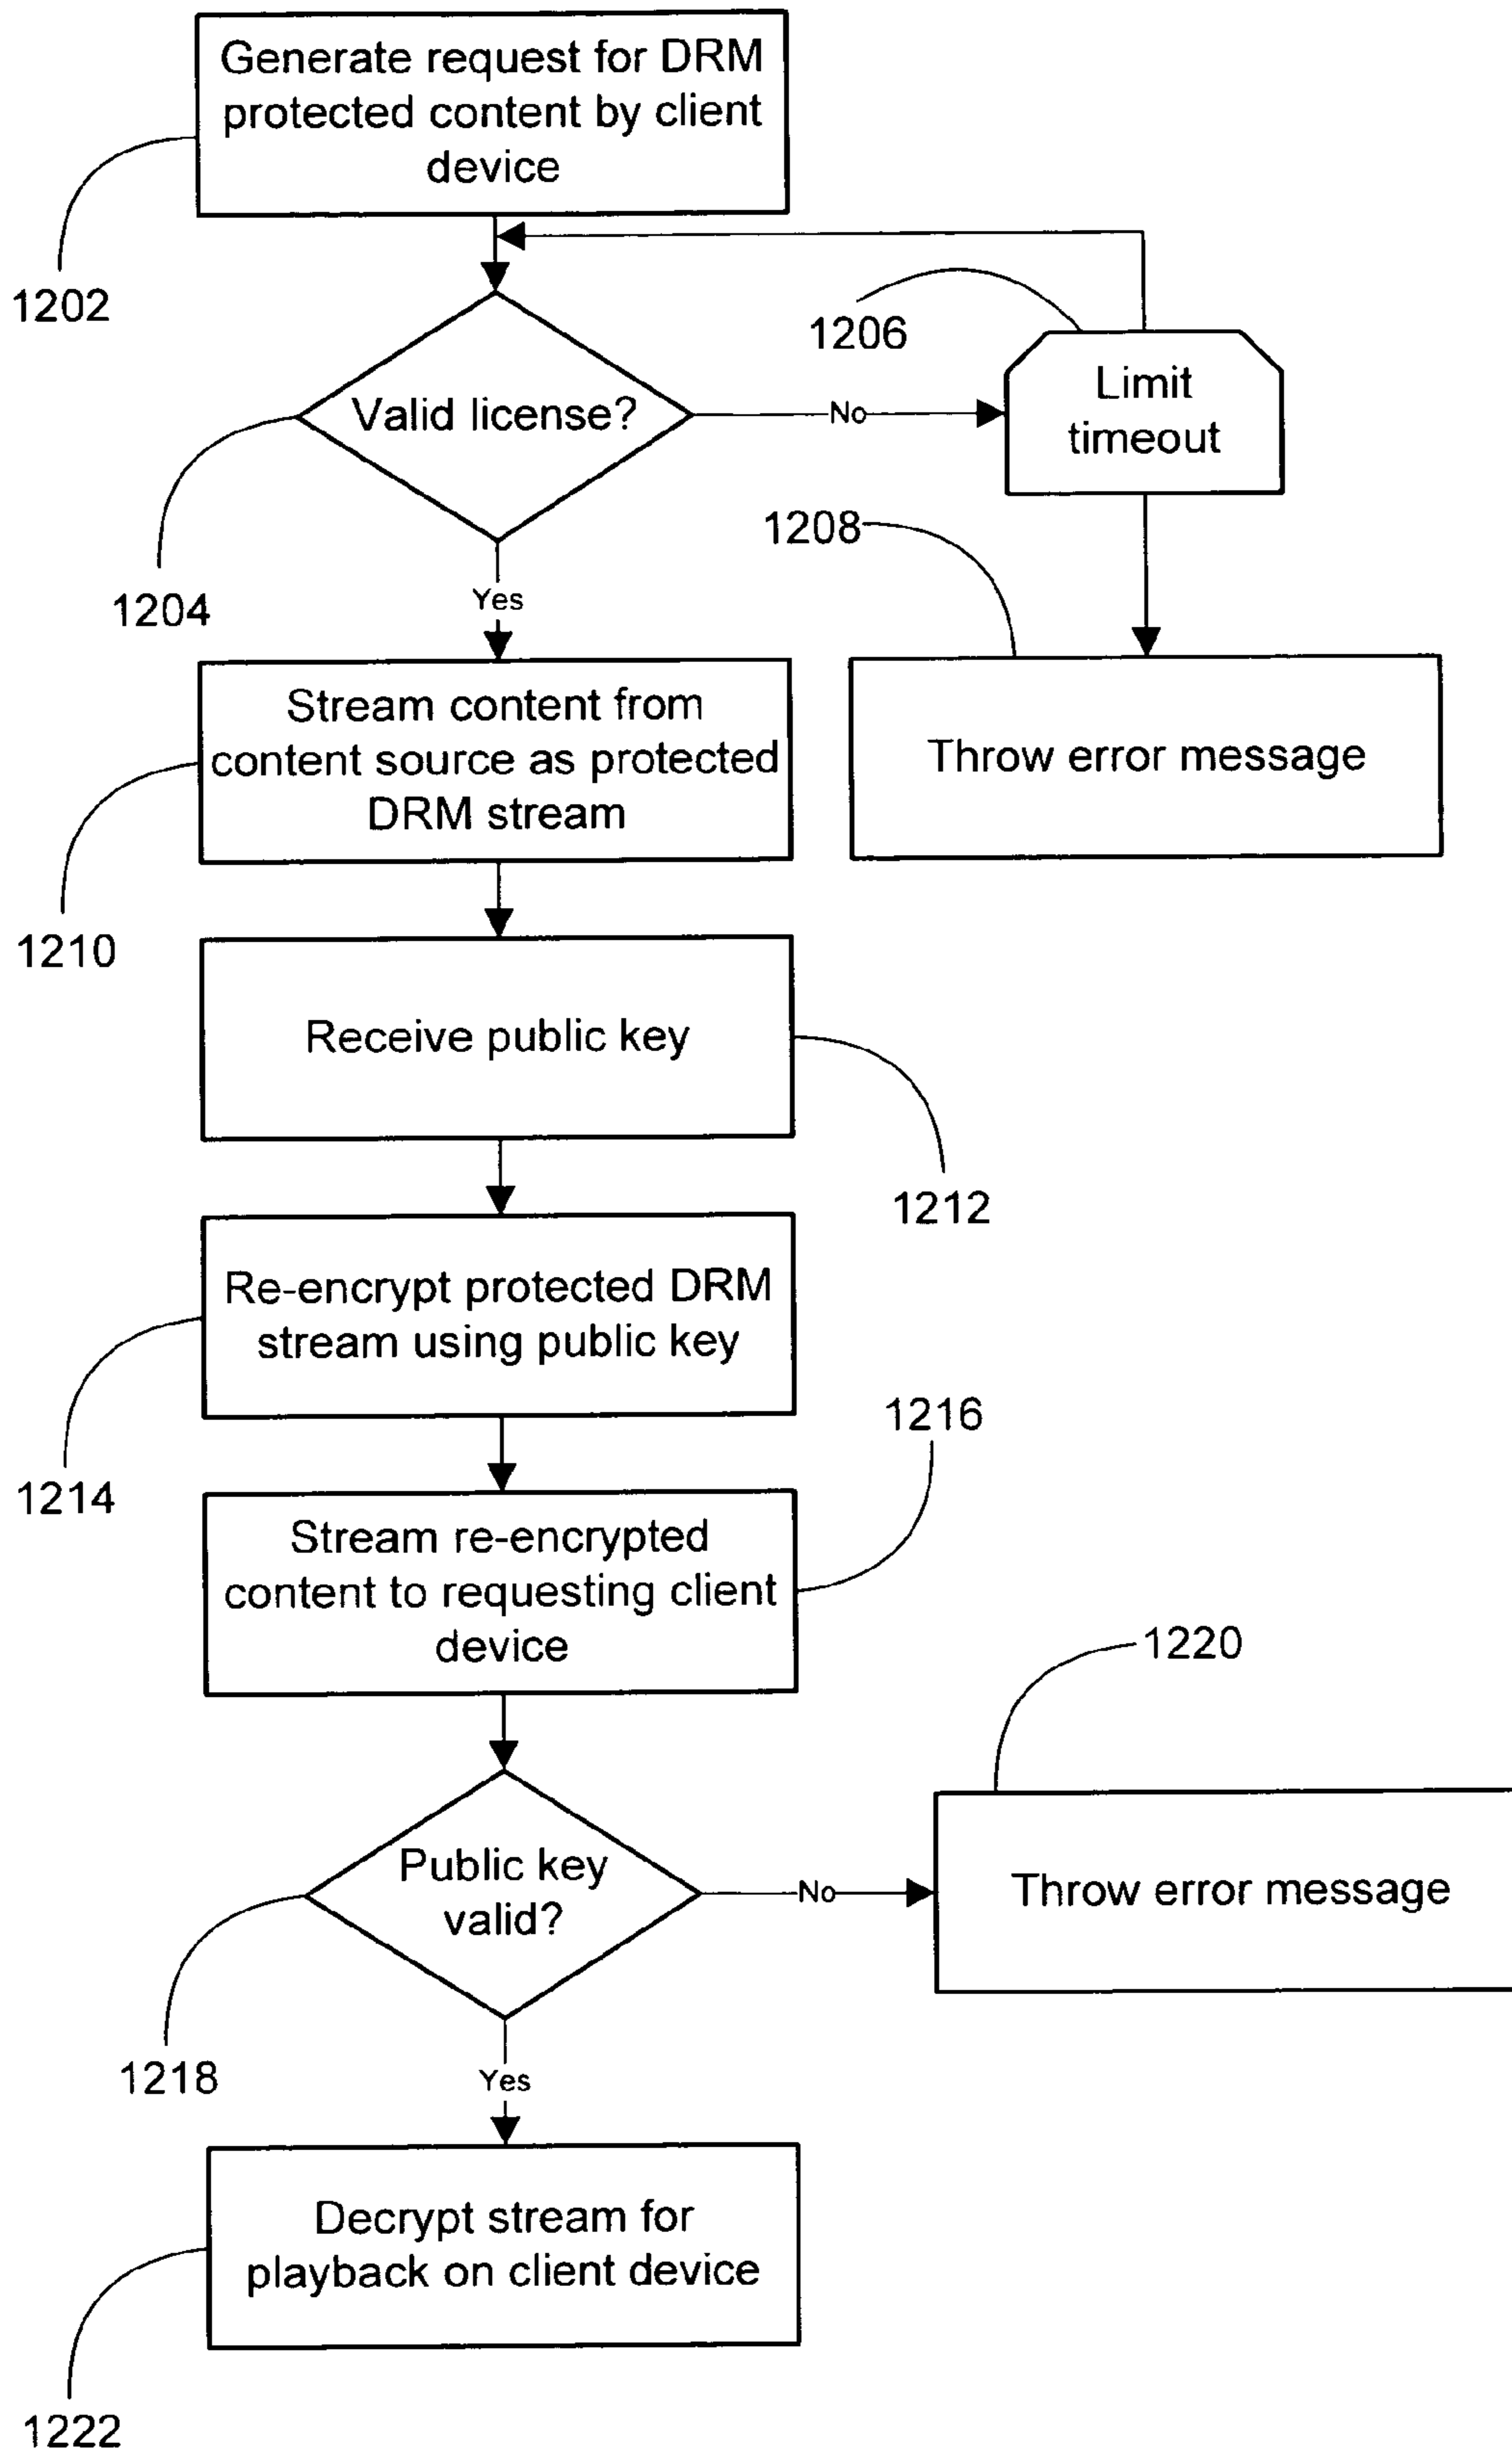 Generate request for DRM
protected content by client
device
1202
1206
Limit
timeout
Valid license?
No
1208
1204
Yes
Stream content from
content source as protected
DRM stream
Throw error message
1210
Receive public key
1212
Re-encrypt protected DRM
stream using public key
1214
1216
Stream re-encrypted
content to requesting client
device
1220
Public key
valid?
No
Throw error message
1218
Yes
Decrypt stream for
playback on client device
1222